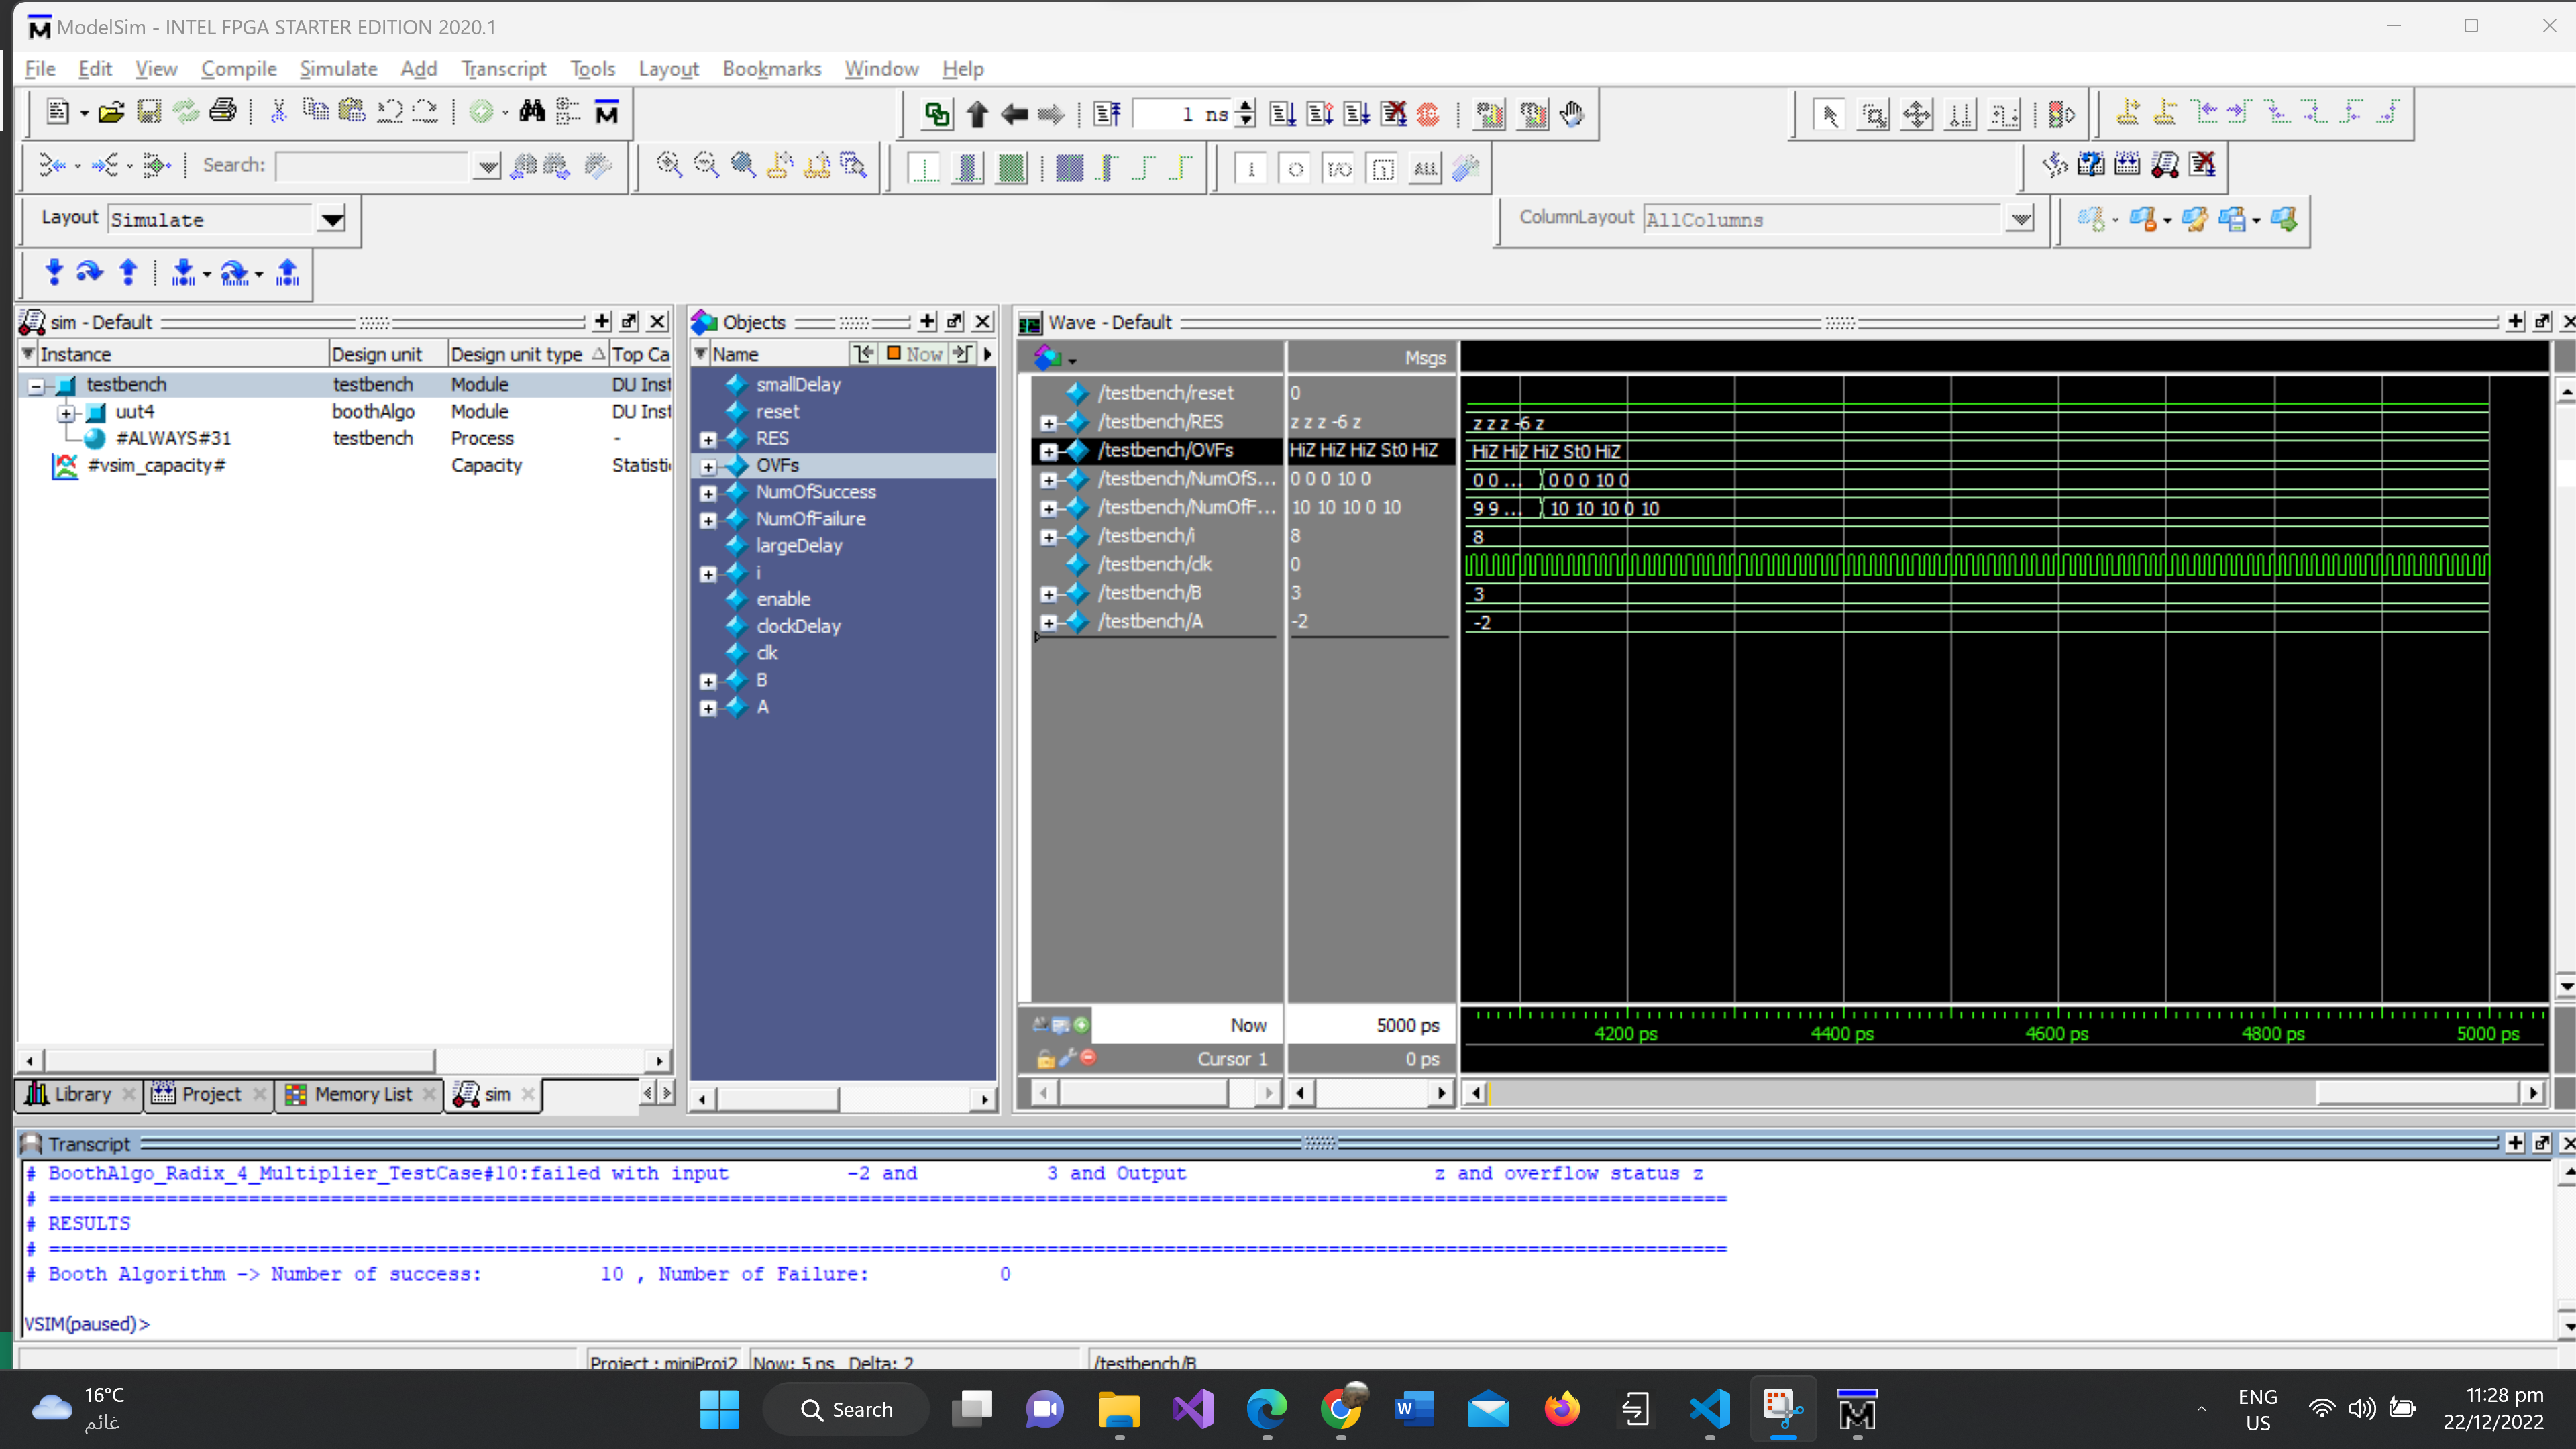 ModelSim - INTEL FPGA STARTER EDITION 2020.1
File Edit View Compile Simulate Add Transcript Tools Layout Bookmarks Window Help
1 ns
Search:
ALL
Layout Simulate
ColumnLayout AllColumns
sim - Default
Instance Design unit Design unit type Top Ca
testbench testbench Module DU Inst
uut4 boothAlgo Module DU Inst
#ALWAYS#31 testbench Process -
#vsim_capacity# Capacity Statisti
Objects
Name Now
smallDelay
reset
RES
OVFs
NumOfSuccess
NumOfFailure
largeDelay
i
enable
clockDelay
clk
B
A
Wave - Default
Msgs
/testbench/reset 0
/testbench/RES z z z -6 z z z z -6 z
/testbench/OVFs HiZ HiZ HiZ St0 HiZ HiZ HiZ HiZ St0 HiZ
/testbench/NumOfS... 0 0 0 10 0 0 0 ... 0 0 0 10 0
/testbench/NumOfF... 10 10 10 0 10 9 9 ... 10 10 10 0 10
/testbench/i 8 8
/testbench/clk 0
/testbench/B 3 3
/testbench/A -2 -2
Now 5000 ps 4200 ps 4400 ps 4600 ps 4800 ps 5000 ps
Cursor 1 0 ps
Library Project Memory List sim
Transcript
# BoothAlgo_Radix_4_Multiplier_TestCase#10:failed with input -2 and 3 and Output z and overflow status z
# ==========================================================================
# RESULTS
# ==========================================================================
# Booth Algorithm -> Number of success: 10 , Number of Failure: 0
VSIM(paused)>
Project : miniProj2 Now: 5 ns Delta: 2 /testbench/B
16°C
غائم
Search
ENG
US
11:28 pm
22/12/2022